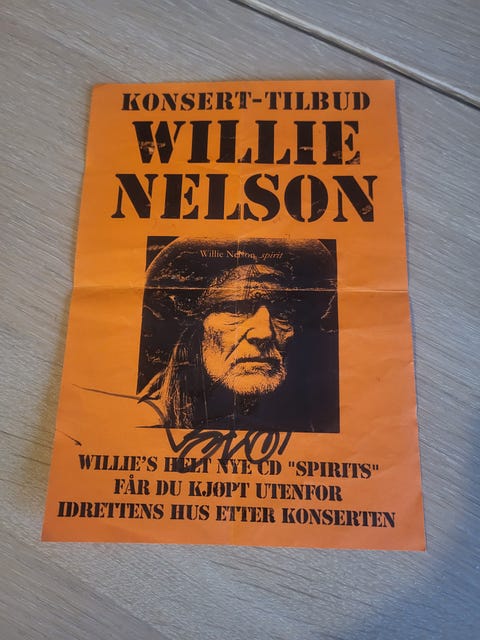 KONSERT-TILBUD
WILLIE
NELSON
Willie Nelson spirit
WILLIE'S HELT NYE CD "SPIRITS"
FÅR DU KJØPT UTENFOR
IDRETTENS HUS ETTER KONSERTEN